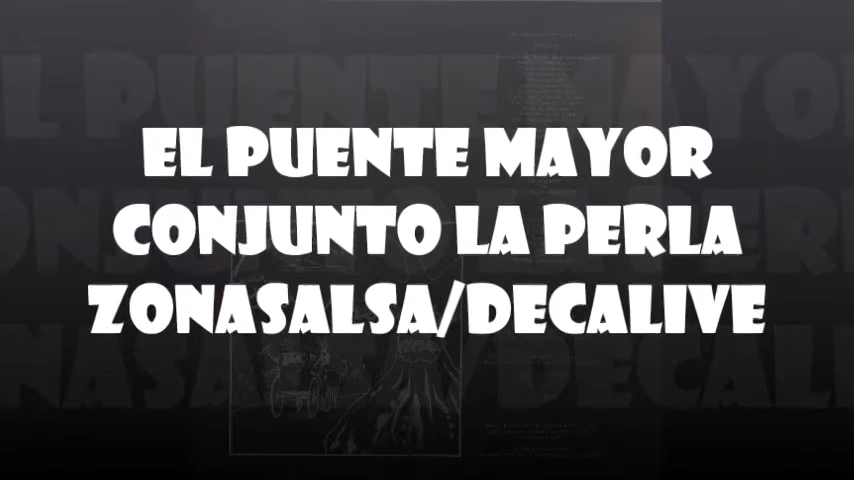 EL PUENTE MAYOR
CONJUNTO LA PERLA
ZONASALSA/DECALIVE